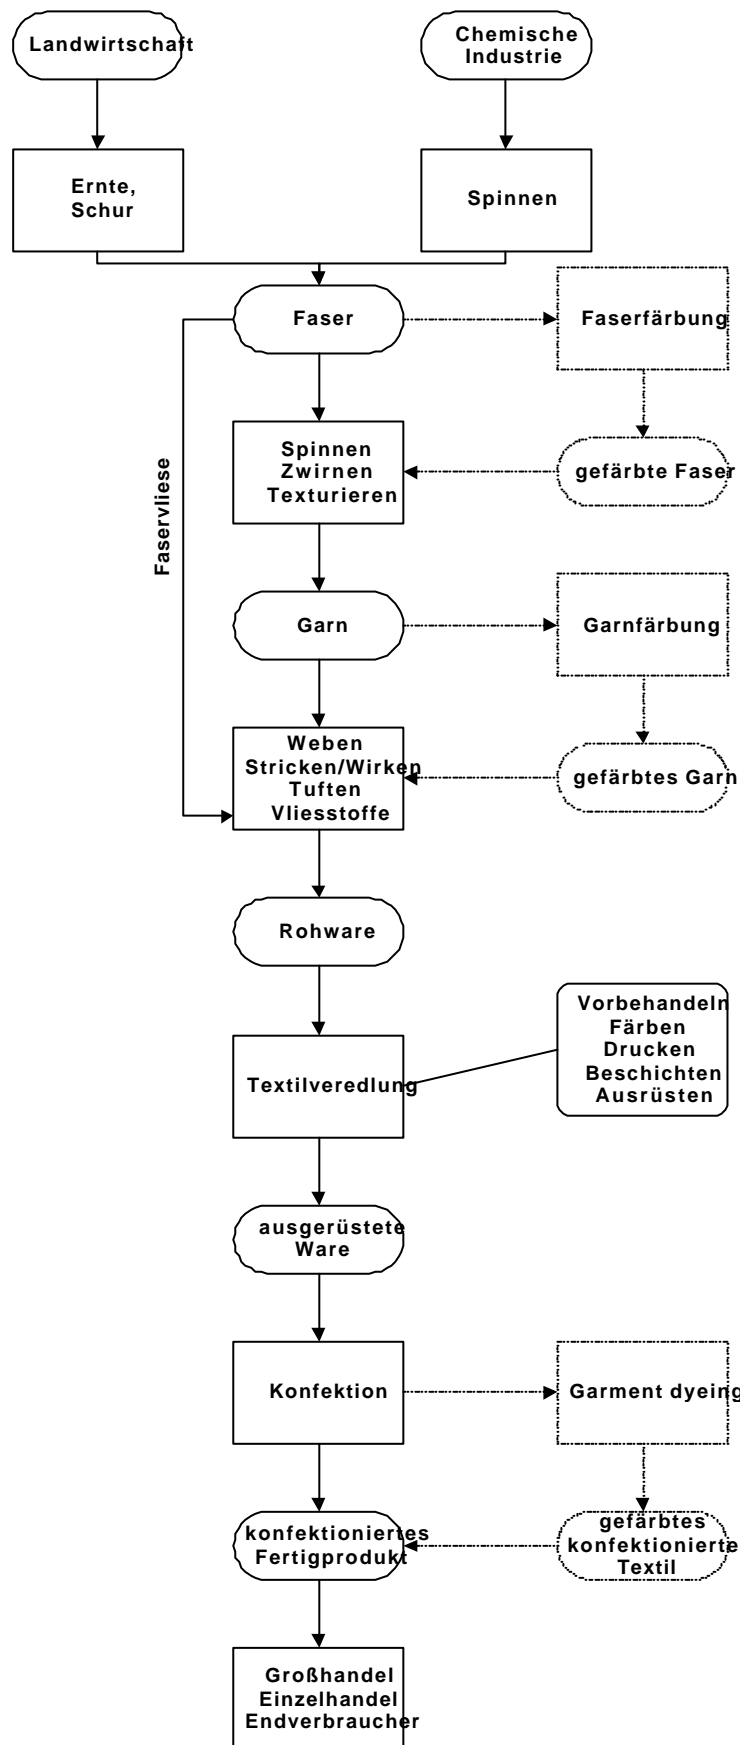 Landwirtschaft
Chemische
Industrie
Ernte,
Schur
Spinnen
Faser
Faserfärbung
Faservliese
Spinnen
Zwirnen
Texturieren
gefärbte Faser
Garn
Garnfärbung
Weben
Stricken/Wirken
Tuften
Vliesstoffe
gefärbtes Garn
Rohware
Textilveredlung
Vorbehandeln
Färben
Drucken
Beschichten
Ausrüsten
ausgerüstete
Ware
Konfektion
Garment dyeing
konfektioniertes
Fertigprodukt
gefärbtes
konfektionierte
Textil
Großhandel
Einzelhandel
Endverbraucher